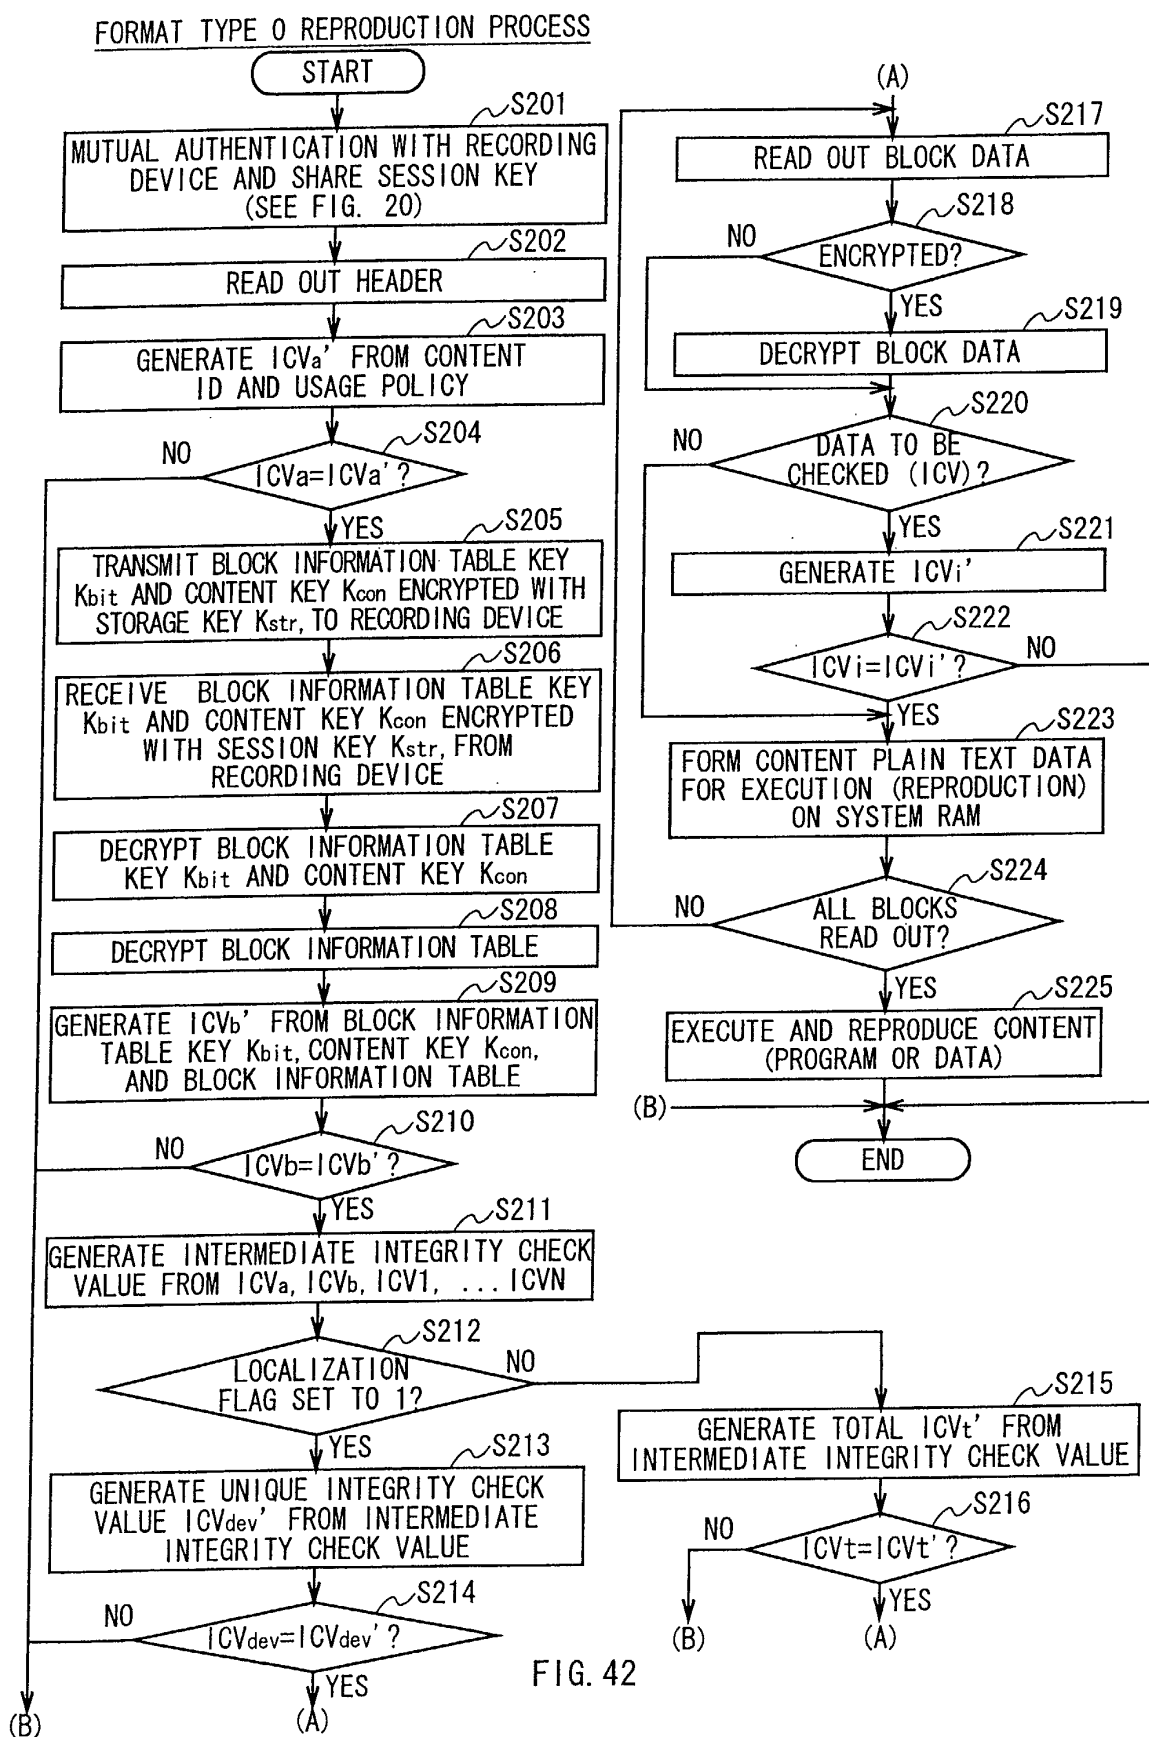 FORMAT TYPE 0 REPRODUCTION PROCESS
START
S201
MUTUAL AUTHENTICATION WITH RECORDING
DEVICE AND SHARE SESSION KEY
(SEE FIG. 20)
S202
READ OUT HEADER
S203
GENERATE ICVa' FROM CONTENT
ID AND USAGE POLICY
S204
NO
ICVa=ICVa'?
YES
S205
TRANSMIT BLOCK INFORMATION TABLE KEY
Kbit AND CONTENT KEY Kcon ENCRYPTED WITH
STORAGE KEY Kstr, TO RECORDING DEVICE
S206
RECEIVE BLOCK INFORMATION TABLE KEY
Kbit AND CONTENT KEY Kcon ENCRYPTED
WITH SESSION KEY Kstr, FROM
RECORDING DEVICE
S207
DECRYPT BLOCK INFORMATION TABLE
KEY Kbit AND CONTENT KEY Kcon
S208
DECRYPT BLOCK INFORMATION TABLE
S209
GENERATE ICVb' FROM BLOCK INFORMATION
TABLE KEY Kbit, CONTENT KEY Kcon,
AND BLOCK INFORMATION TABLE
S210
NO
ICVb=ICVb'?
YES
S211
GENERATE INTERMEDIATE INTEGRITY CHECK
VALUE FROM ICVa, ICVb, ICV1, ...ICVN
S212
LOCALIZATION
FLAG SET TO 1?
NO
YES
S213
GENERATE UNIQUE INTEGRITY CHECK
VALUE ICVdev' FROM INTERMEDIATE
INTEGRITY CHECK VALUE
S214
NO
ICVdev=ICVdev'?
YES
(B)
(A)
S215
GENERATE TOTAL ICVt' FROM
INTERMEDIATE INTEGRITY CHECK VALUE
S216
NO
ICVt=ICVt'?
YES
(B)
(A)
(A)
S217
READ OUT BLOCK DATA
S218
NO
ENCRYPTED?
YES
S219
DECRYPT BLOCK DATA
S220
NO
DATA TO BE
CHECKED (ICV)?
YES
S221
GENERATE ICVi'
S222
ICVi=ICVi'?
NO
YES
S223
FORM CONTENT PLAIN TEXT DATA
FOR EXECUTION (REPRODUCTION)
ON SYSTEM RAM
S224
NO
ALL BLOCKS
READ OUT?
YES
S225
EXECUTE AND REPRODUCE CONTENT
(PROGRAM OR DATA)
(B)
END
FIG. 42